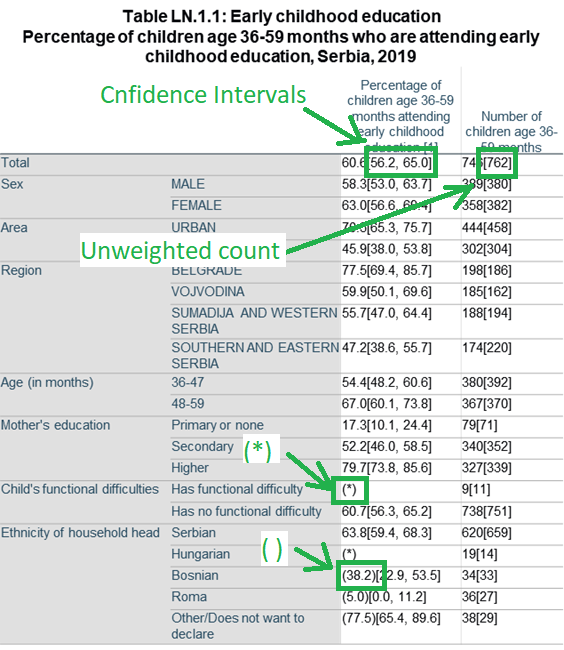 Table LN.1.1: Early childhood education
Percentage of children age 36-59 months who are attending early
childhood education, Serbia, 2019
Cnfidence Intervals
Percentage of
children age 36-59
months attending
early childhood
education [1]
Number of
children age 36-
59 months
Total 60.6[56.2, 65.0] 746[762]
Sex MALE 58.3[53.0, 63.7] 389[380]
FEMALE 63.0[56.6, 69.4] 358[382]
Area URBAN [65.3, 75.7] 444[458]
Unweighted count
45.9[38.0, 53.8] 302[304]
Region BELGRADE 77.5[69.4, 85.7] 198[186]
VOJVODINA 59.9[50.1, 69.6] 185[162]
SUMADIJA AND WESTERN 55.7[47.0, 64.4] 188[194]
SERBIA
SOUTHERN AND EASTERN 47.2[38.6, 55.7] 174[220]
SERBIA
Age (in months) 36-47 54.4[48.2, 60.6] 380[392]
48-59 67.0[60.1, 73.8] 367[370]
Mother's education Primary or none 17.3[10.1, 24.4] 79[71]
Secondary 52.2[46.0, 58.5] 340[352]
(*)
Higher 79.7[73.8, 85.6] 327[339]
Child's functional difficulties Has functional difficulty (*) 9[11]
Has no functional difficulty 60.7[56.3, 65.2] 738[751]
Ethnicity of household head Serbian 63.8[59.4, 68.3] 620[659]
( )
Hungarian (*) 19[14]
Bosnian (38.2)[22.9, 53.5] 34[33]
Roma (5.0)[0.0, 11.2] 36[27]
Other/Does not want to (77.5)[65.4, 89.6] 38[29]
declare